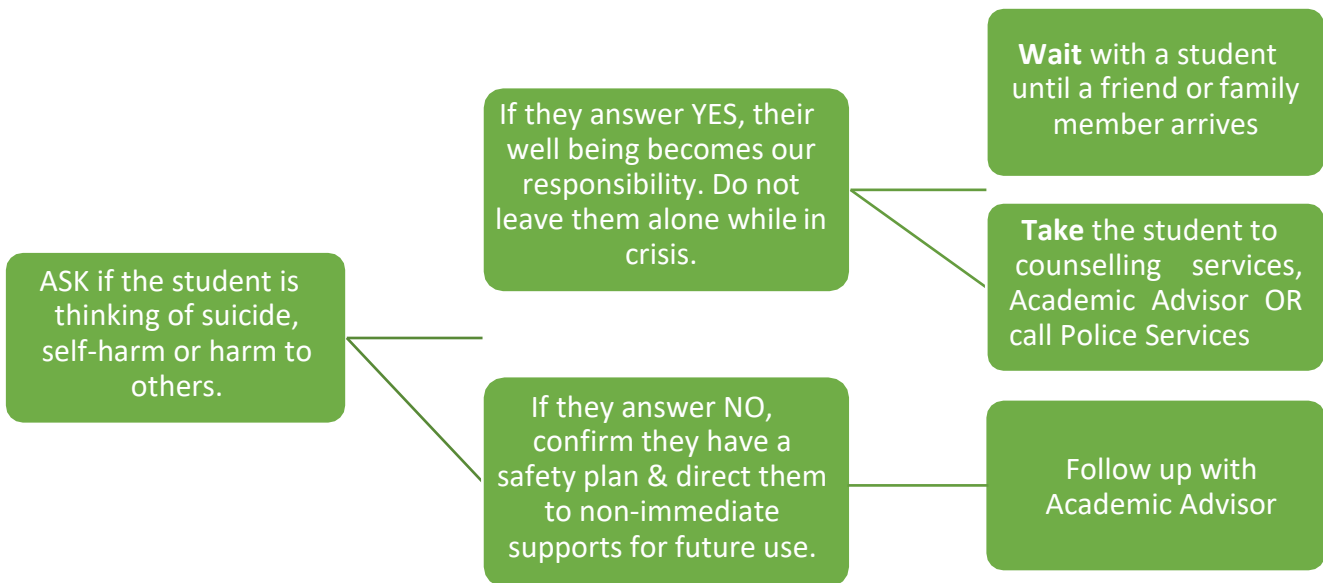 ASK if the student is
thinking of suicide,
self-harm or harm to
others.
If they answer YES, their
well being becomes our
responsibility. Do not
leave them alone while in
crisis.
Wait with a student
until a friend or family
member arrives
Take the student to
counselling services,
Academic Advisor OR
call Police Services
If they answer NO,
confirm they have a
safety plan & direct them
to non-immediate
supports for future use.
Follow up with
Academic Advisor